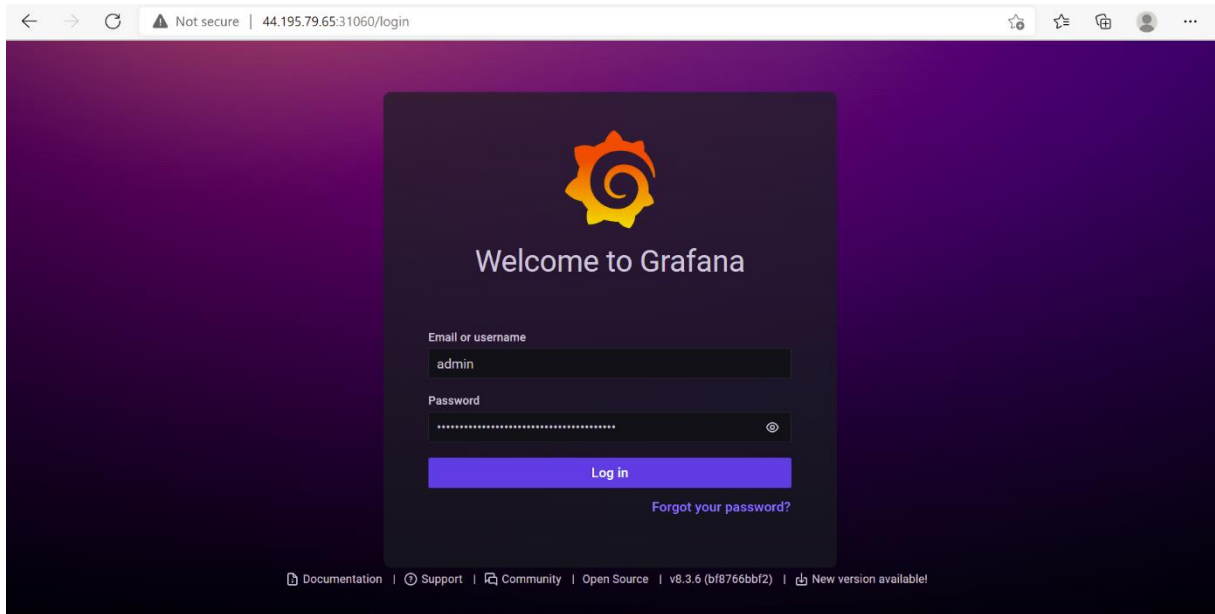 Not secure | 44.195.79.65:31060/login
Welcome to Grafana
Email or username
admin
Password
Log in
Forgot your password?
Documentation | Support | Community | Open Source | v8.3.6 (bf8766bbf2) | New version available!